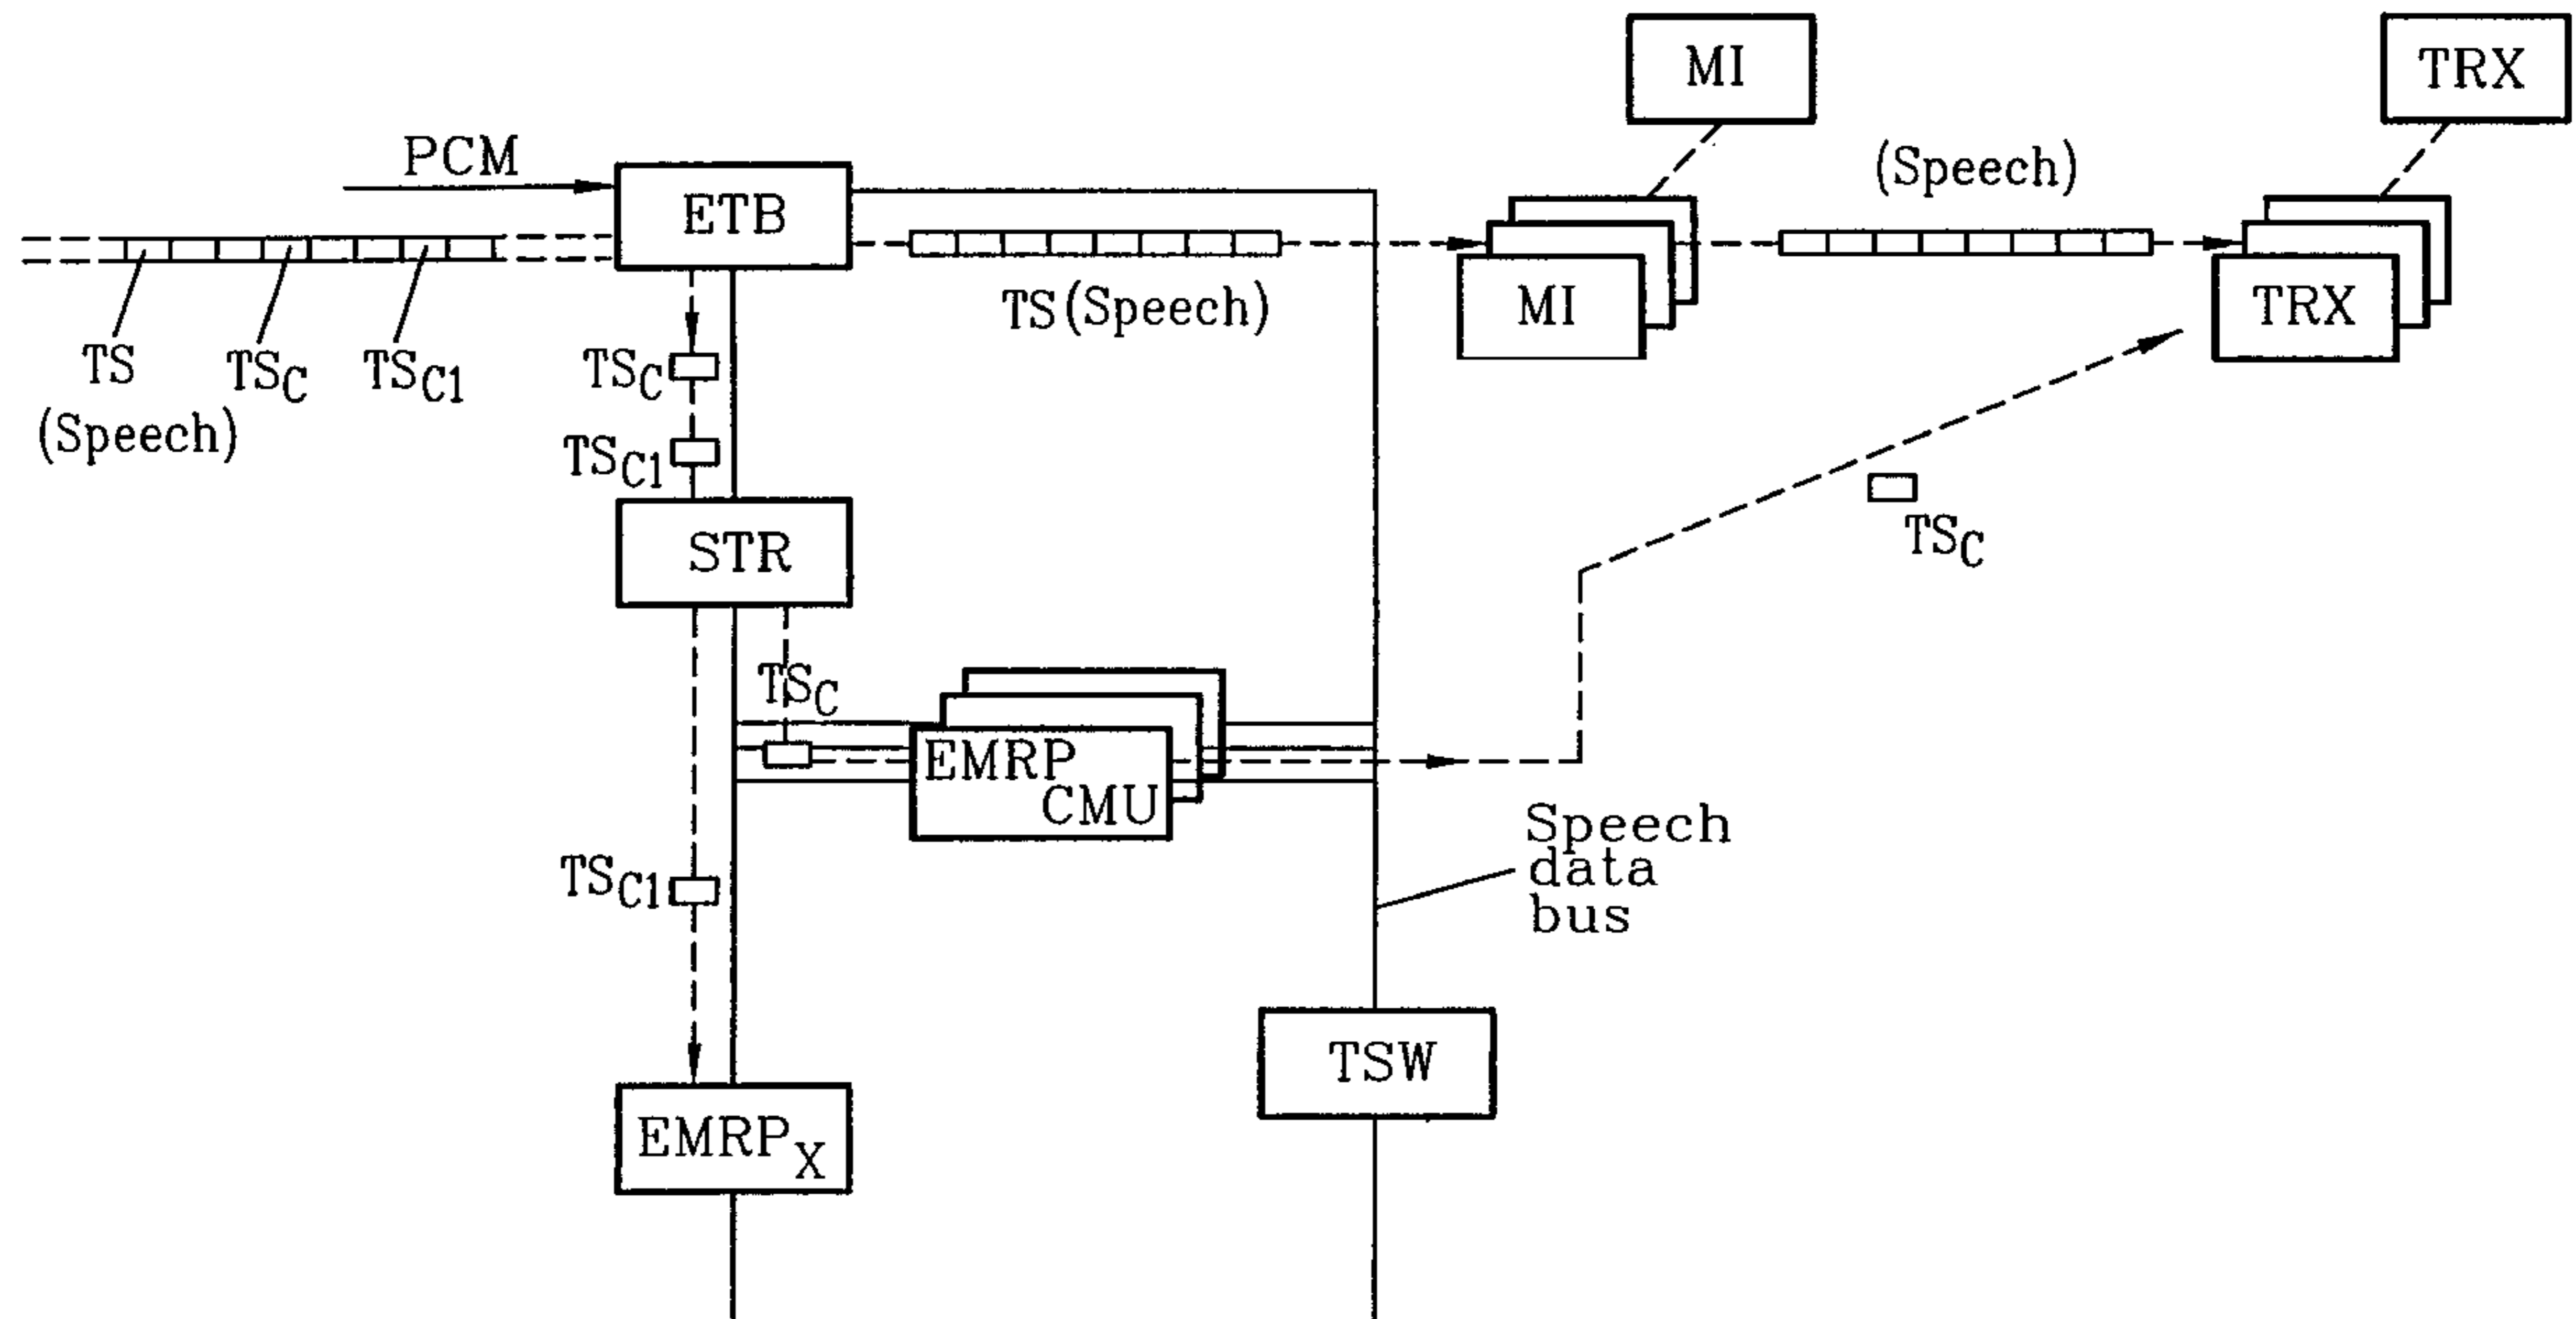 MI
TRX
PCM
(Speech)
ETB
TS (Speech)
MI
TRX
TS
(Speech)
TSC
TSC1
TSC
TSC1
STR
TSC
TSC
EMRP
CMU
Speech
data
bus
TSC1
TSW
EMRPX